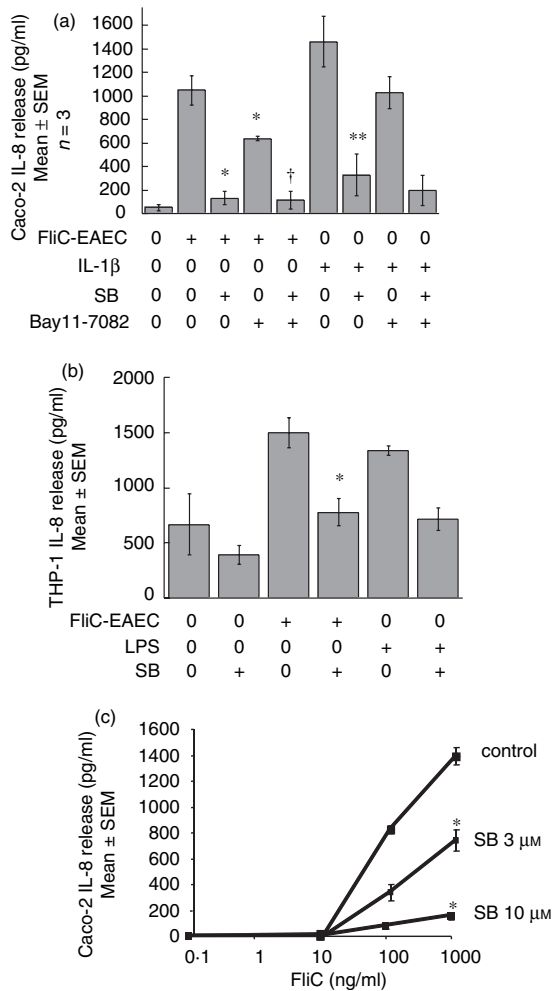 (a)
Caco-2 IL-8 release (pg/ml)
Mean ± SEM
n = 3
1600
1400
1200
1000
800
600
400
200
0
*
*
†
**
FliC-EAEC 0 + + + + 0 0 0 0
IL-1β 0 0 0 0 0 + + + +
SB 0 0 + 0 + 0 + 0 +
Bay11-7082 0 0 0 + + 0 0 + +
(b)
THP-1 IL-8 release (pg/ml)
Mean ± SEM
2000
1500
1000
500
0
*
FliC-EAEC 0 0 + + 0 0
LPS 0 0 0 0 + +
SB 0 + 0 + 0 +
(c)
Caco-2 IL-8 release (pg/ml)
Mean ± SEM
1600
1400
1200
1000
800
600
400
200
0
control
*
SB 3 μM
*
SB 10 μM
0·1 1 10 100 1000
FliC (ng/ml)